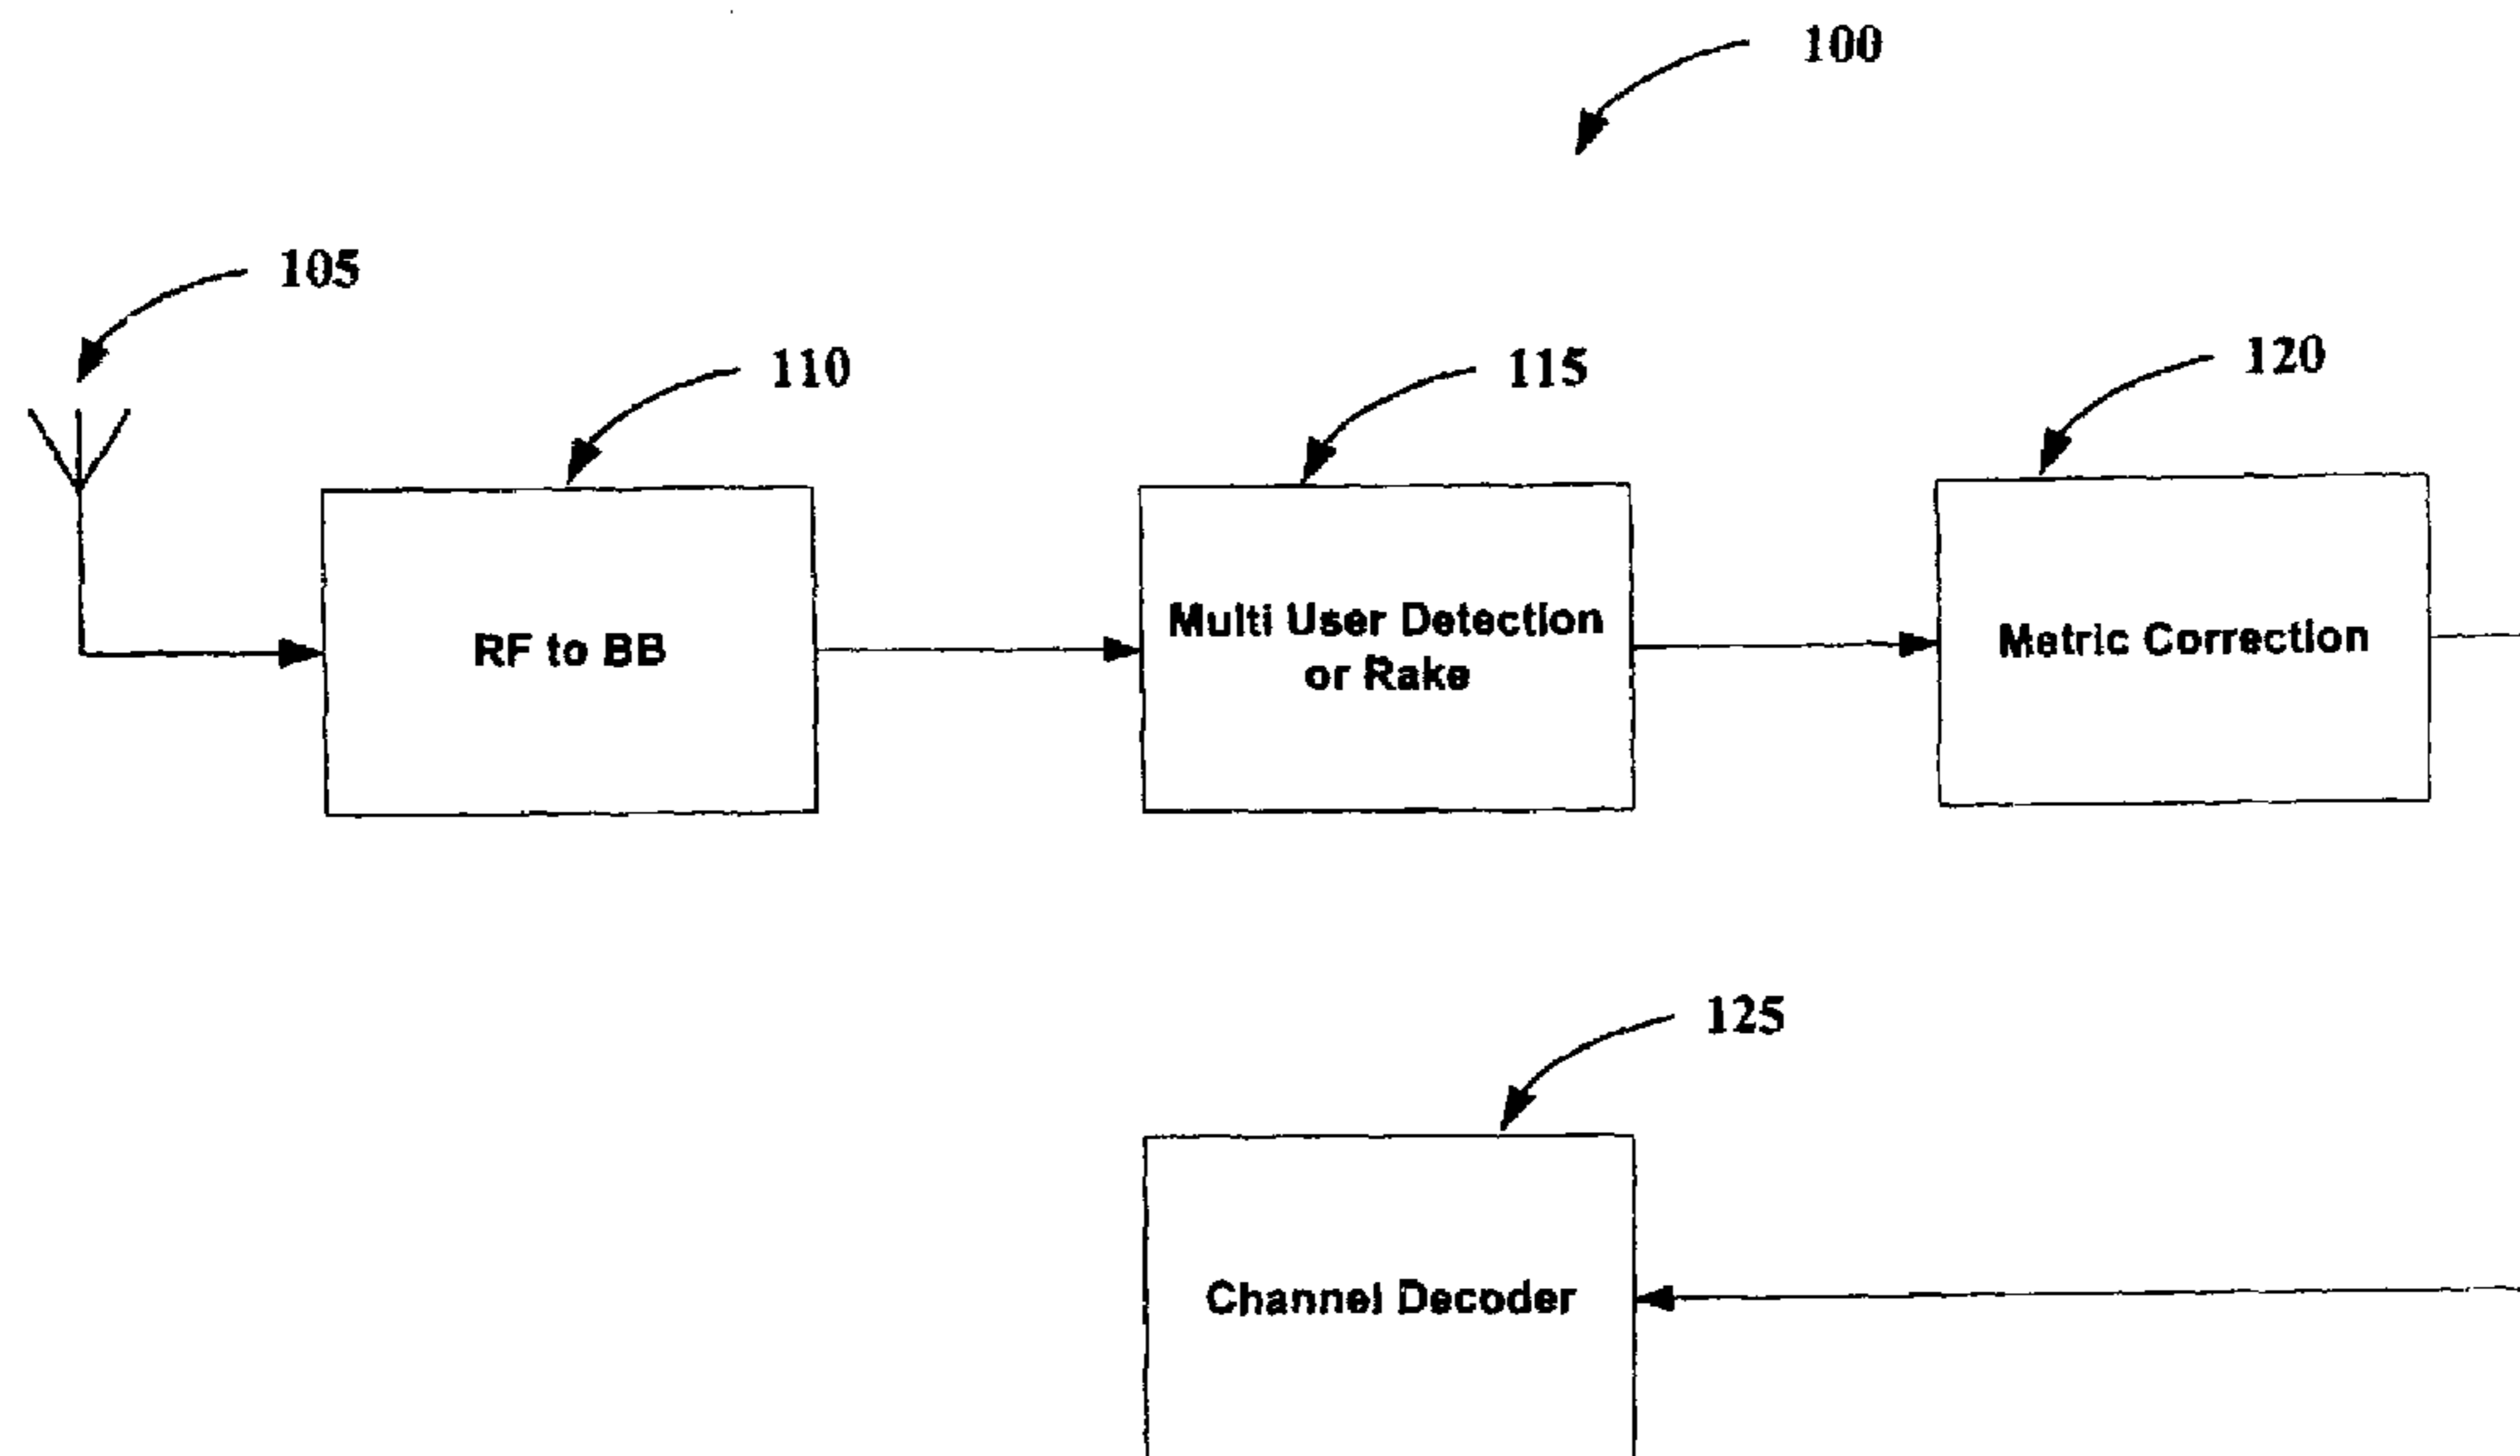 100
105
110
115
120
RF to BB
Multi User Detection
or Rake
Metric Correction
125
Channel Decoder